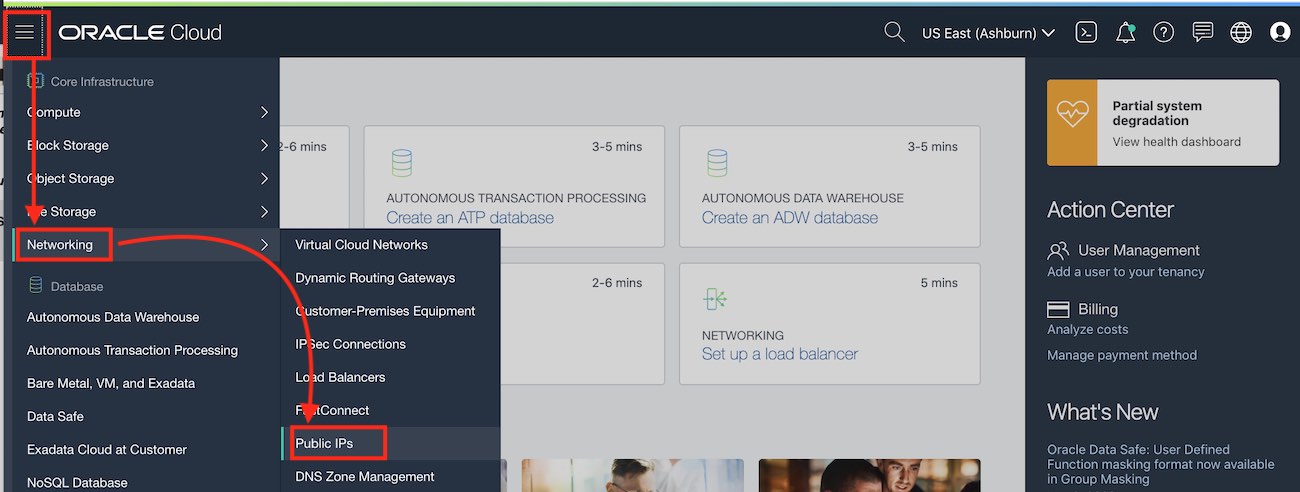 ORACLE Cloud
US East (Ashburn)
Core Infrastructure
Compute
Block Storage
Object Storage
File Storage
Networking
Database
Autonomous Data Warehouse
Autonomous Transaction Processing
Bare Metal, VM, and Exadata
Data Safe
Exadata Cloud at Customer
NoSQL Database
Virtual Cloud Networks
Dynamic Routing Gateways
Customer-Premises Equipment
IPSec Connections
Load Balancers
FastConnect
Public IPs
DNS Zone Management
2-6 mins
3-5 mins
AUTONOMOUS TRANSACTION PROCESSING
Create an ATP database
3-5 mins
AUTONOMOUS DATA WAREHOUSE
Create an ADW database
2-6 mins
5 mins
NETWORKING
Set up a load balancer
Partial system
degradation
View health dashboard
Action Center
User Management
Add a user to your tenancy
Billing
Analyze costs
Manage payment method
What's New
Oracle Data Safe: User Defined
Function masking format now available
in Group Masking